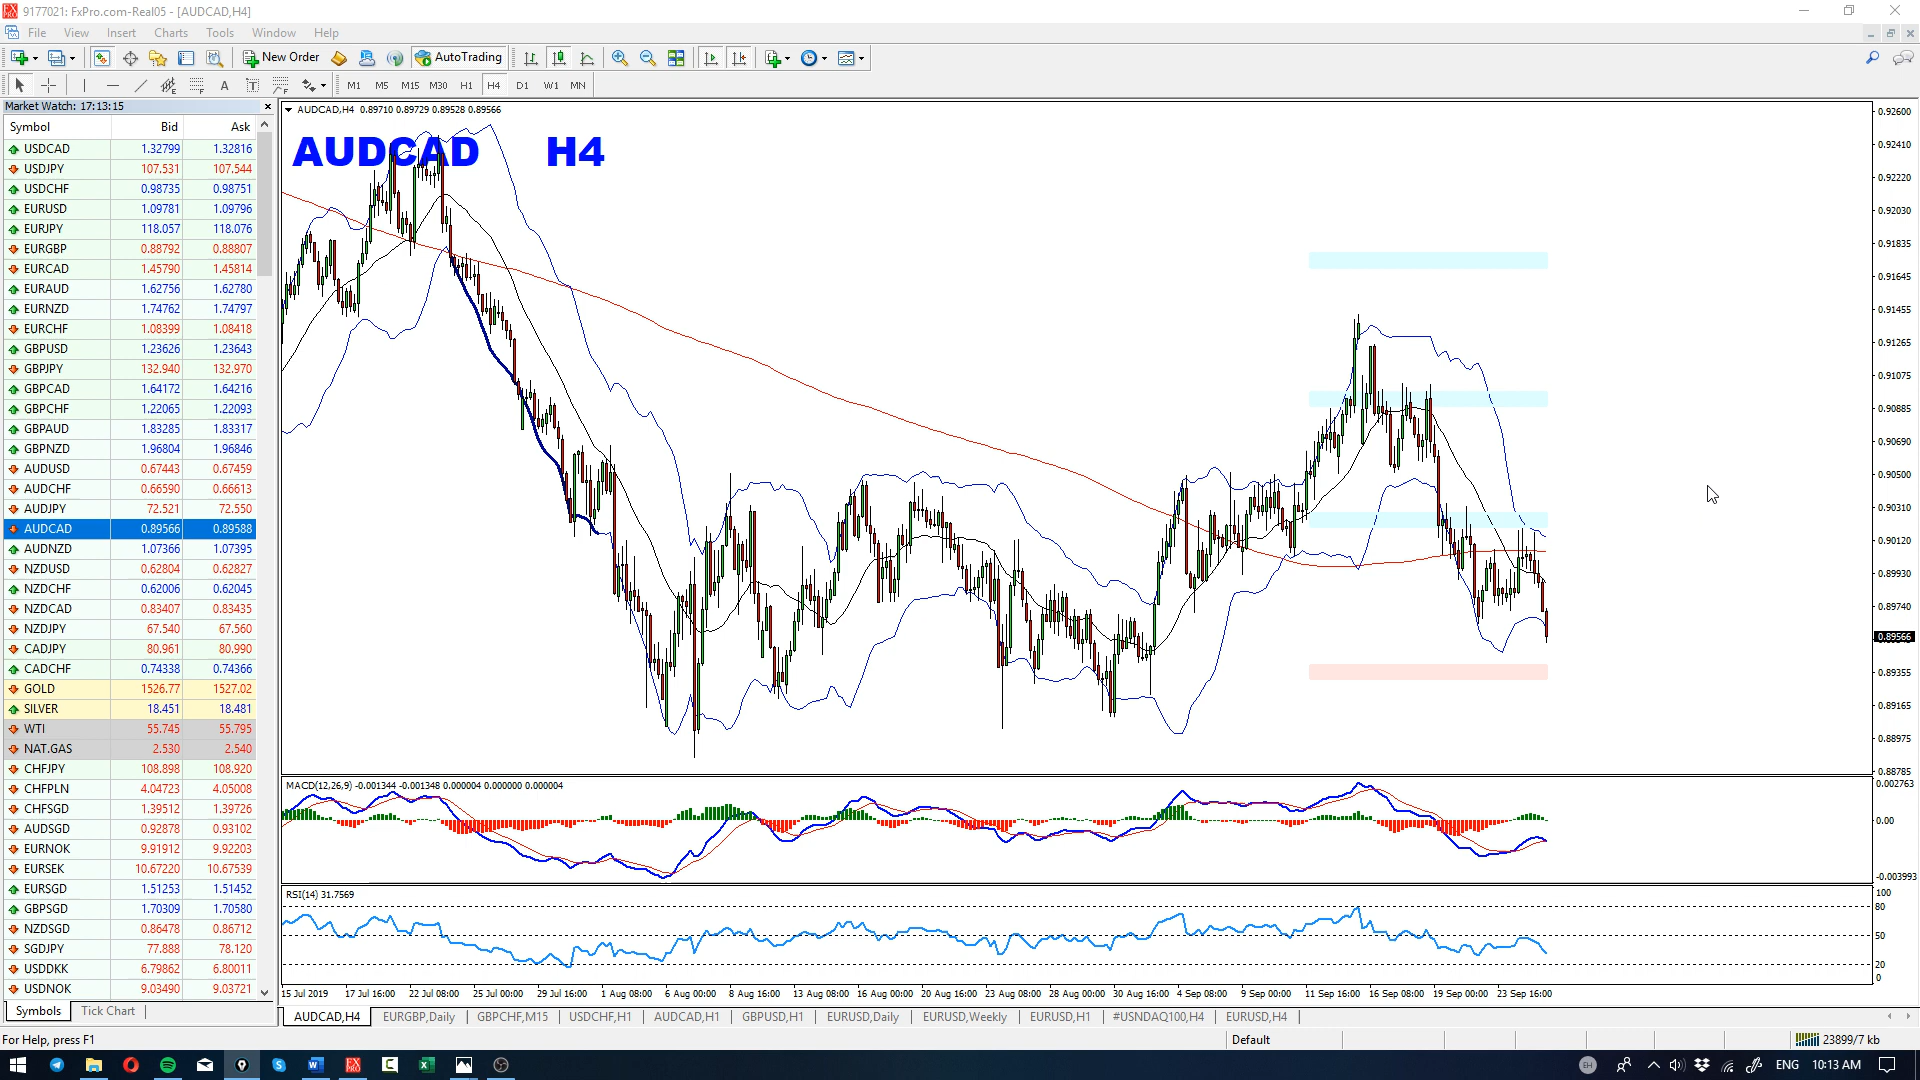 9177021: FxPro.com-Real05 - [AUDCAD,H4]
File View Insert Charts Tools Window Help
New Order AutoTrading
A T M1 M5 M15 M30 H1 H4 D1 W1 MN
Market Watch: 17:13:15
Symbol Bid Ask
USDCAD 1.32799 1.32816
USDJPY 107.531 107.544
USDCHF 0.98735 0.98751
EURUSD 1.09781 1.09796
EURJPY 118.057 118.076
EURGBP 0.88792 0.88807
EURCAD 1.45790 1.45814
EURAUD 1.62756 1.62780
EURNZD 1.74762 1.74797
EURCHF 1.08399 1.08418
GBPUSD 1.23626 1.23643
GBPJPY 132.940 132.970
GBPCAD 1.64172 1.64216
GBPCHF 1.22065 1.22093
GBPAUD 1.83285 1.83317
GBPNZD 1.96804 1.96846
AUDUSD 0.67443 0.67459
AUDCHF 0.66590 0.66613
AUDJPY 72.521 72.550
AUDCAD 0.89566 0.89588
AUDNZD 1.07366 1.07395
NZDUSD 0.62804 0.62827
NZDCHF 0.62006 0.62045
NZDCAD 0.83407 0.83435
NZDJPY 67.540 67.560
CADJPY 80.961 80.990
CADCHF 0.74338 0.74366
GOLD 1526.77 1527.02
SILVER 18.451 18.481
WTI 55.745 55.795
NAT.GAS 2.530 2.540
CHFJPY 108.898 108.920
CHFPLN 4.04723 4.05008
CHFSGD 1.39512 1.39726
AUDSGD 0.92878 0.93102
EURNOK 9.91912 9.92203
EURSEK 10.67220 10.67539
EURSGD 1.51253 1.51452
GBPSGD 1.70309 1.70580
NZDSGD 0.86478 0.86712
SGDJPY 77.888 78.120
USDDKK 6.79862 6.80011
USDNOK 9.03490 9.03721
Symbols Tick Chart
AUDCAD,H4 0.89710 0.89729 0.89528 0.89566
AUDCAD H4
0.92600
0.92410
0.92220
0.92030
0.91835
0.91645
0.91455
0.91265
0.91075
0.90885
0.90690
0.90500
0.90310
0.90120
0.89930
0.89740
0.89566
0.89355
0.89165
0.88975
0.88785
MACD(12,26,9) -0.001344 -0.001348 0.000004 0.000000 0.000004
0.002763
0.00
-0.003993
RSI(14) 31.7569
100
80
50
20
0
15 Jul 2019 17 Jul 16:00 22 Jul 08:00 25 Jul 00:00 29 Jul 16:00 1 Aug 08:00 6 Aug 00:00 8 Aug 16:00 13 Aug 08:00 16 Aug 00:00 20 Aug 16:00 23 Aug 08:00 28 Aug 00:00 30 Aug 16:00 4 Sep 08:00 9 Sep 00:00 11 Sep 16:00 16 Sep 08:00 19 Sep 00:00 23 Sep 16:00
AUDCAD,H4 EURGBP,Daily GBPCHF,M15 USDCHF,H1 AUDCAD,H1 GBPUSD,H1 EURUSD,Daily EURUSD,Weekly EURUSD,H1 #USNDAQ100,H4 EURUSD,H4
For Help, press F1 Default 23899/7 kb
ENG 10:13 AM